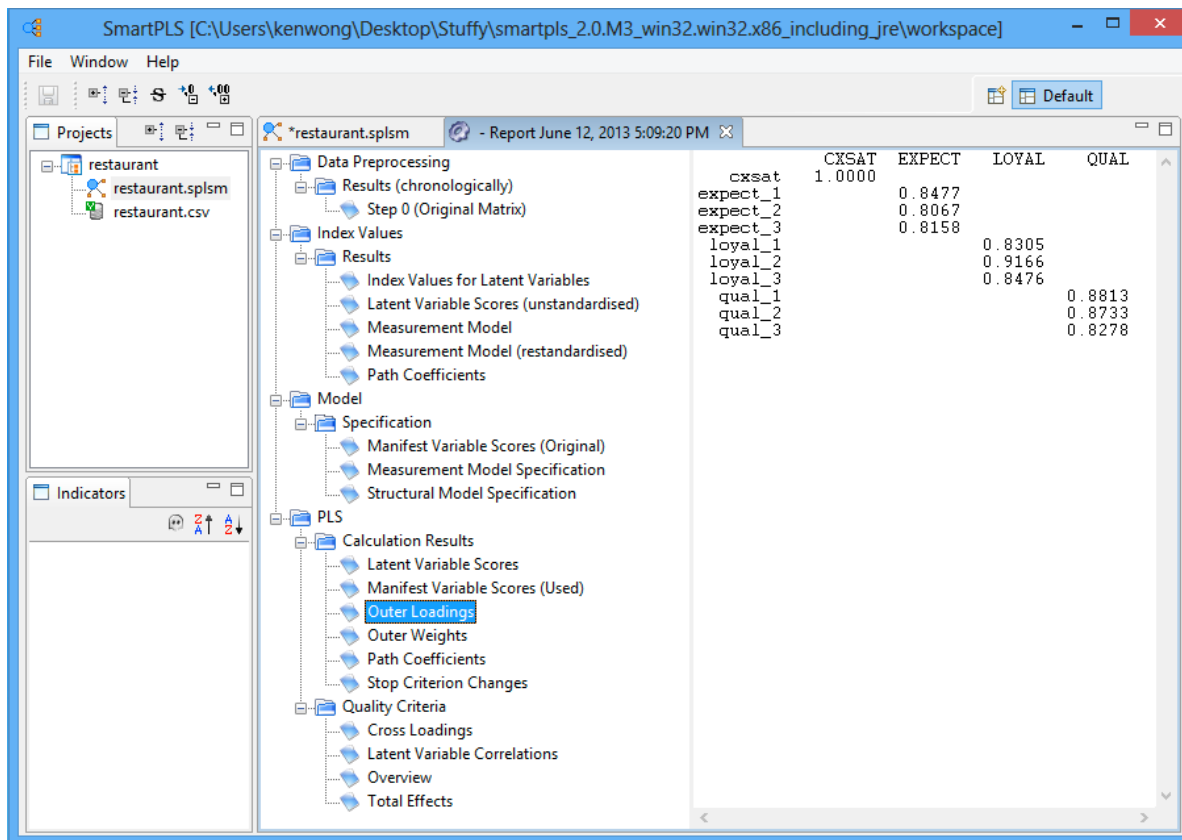 SmartPLS [C:\Users\kenwong\Desktop\Stuffy\smartpls_2.0.M3_win32.win32.x86_including_jre\workspace]
File Window Help
Default
Projects
restaurant
restaurant.splsm
restaurant.csv
Indicators
*restaurant.splsm
- Report June 12, 2013 5:09:20 PM
Data Preprocessing
Results (chronologically)
Step 0 (Original Matrix)
Index Values
Results
Index Values for Latent Variables
Latent Variable Scores (unstandardised)
Measurement Model
Measurement Model (restandardised)
Path Coefficients
Model
Specification
Manifest Variable Scores (Original)
Measurement Model Specification
Structural Model Specification
PLS
Calculation Results
Latent Variable Scores
Manifest Variable Scores (Used)
Outer Loadings
Outer Weights
Path Coefficients
Stop Criterion Changes
Quality Criteria
Cross Loadings
Latent Variable Correlations
Overview
Total Effects
CXSAT EXPECT LOYAL QUAL
cxsat 1.0000
expect_1 0.8477
expect_2 0.8067
expect_3 0.8158
loyal_1 0.8305
loyal_2 0.9166
loyal_3 0.8476
qual_1 0.8813
qual_2 0.8733
qual_3 0.8278